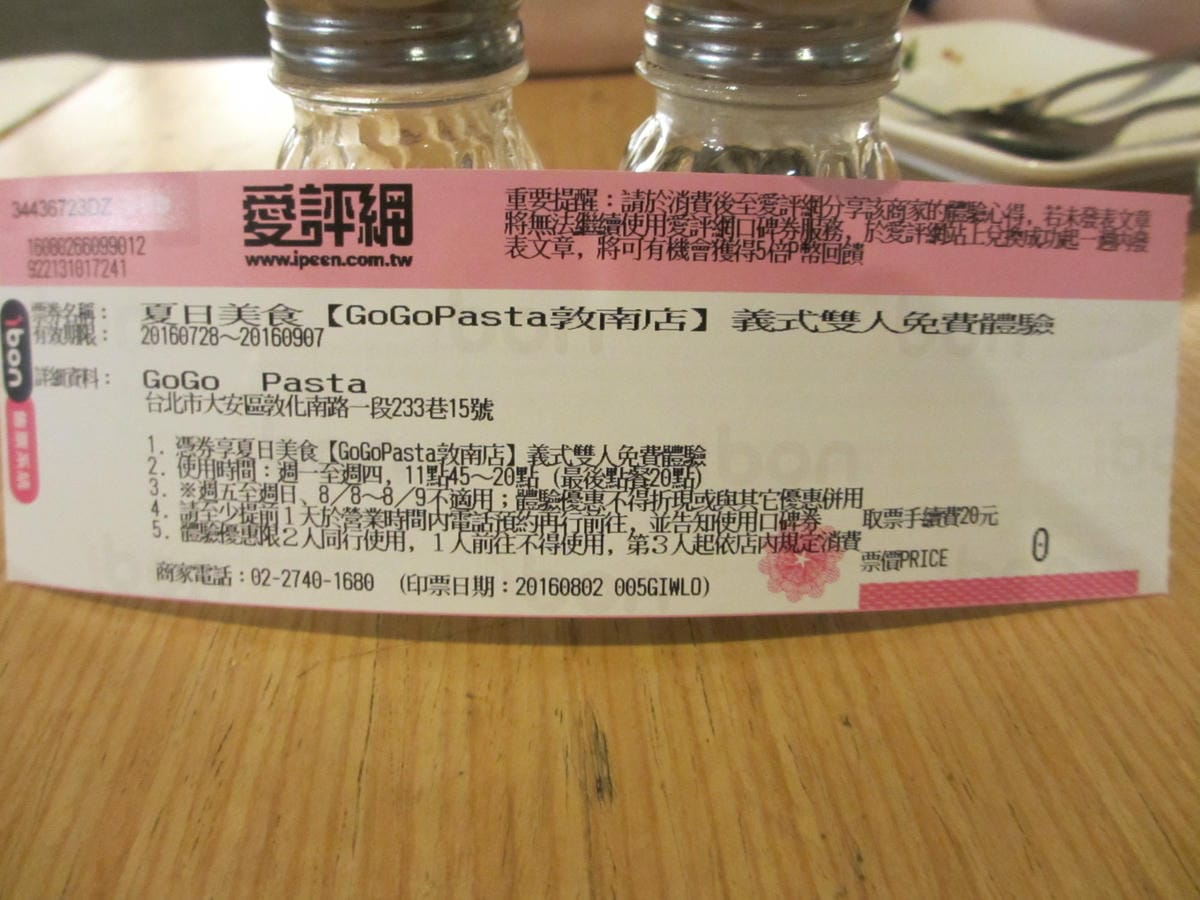 34436723DZ
16080266099012
922131017241
愛評網
www.ipeen.com.tw
重要提醒：請於消費後至愛評網分享該商家的體驗心得，若未發表文章
將無法繼續使用愛評網口碑券服務，於愛評網站上兌換成功起一週內發
表文章，將可有機會獲得5倍P幣回饋
ibon
票券名稱： 夏日美食【GoGoPasta敦南店】義式雙人免費體驗
有效期限： 20160728～20160907
詳細資料： GoGo Pasta
台北市大安區敦化南路一段233巷15號
1. 憑券享夏日美食【GoGoPasta敦南店】義式雙人免費體驗
2. 使用時間：週一至週四，11點45～20點（最後點餐20點）
3. ※週五至週日、8／8～8／9不適用；體驗優惠不得折現或與其它優惠併用
4. 請至少提前1天於營業時間內電話預約再行前往，並告知使用口碑券
5. 體驗優惠限2人同行使用，1人前往不得使用，第3人起依店內規定消費
取票手續費20元
票價PRICE 0
商家電話：02-2740-1680 （印票日期：20160802 005GIWLO）